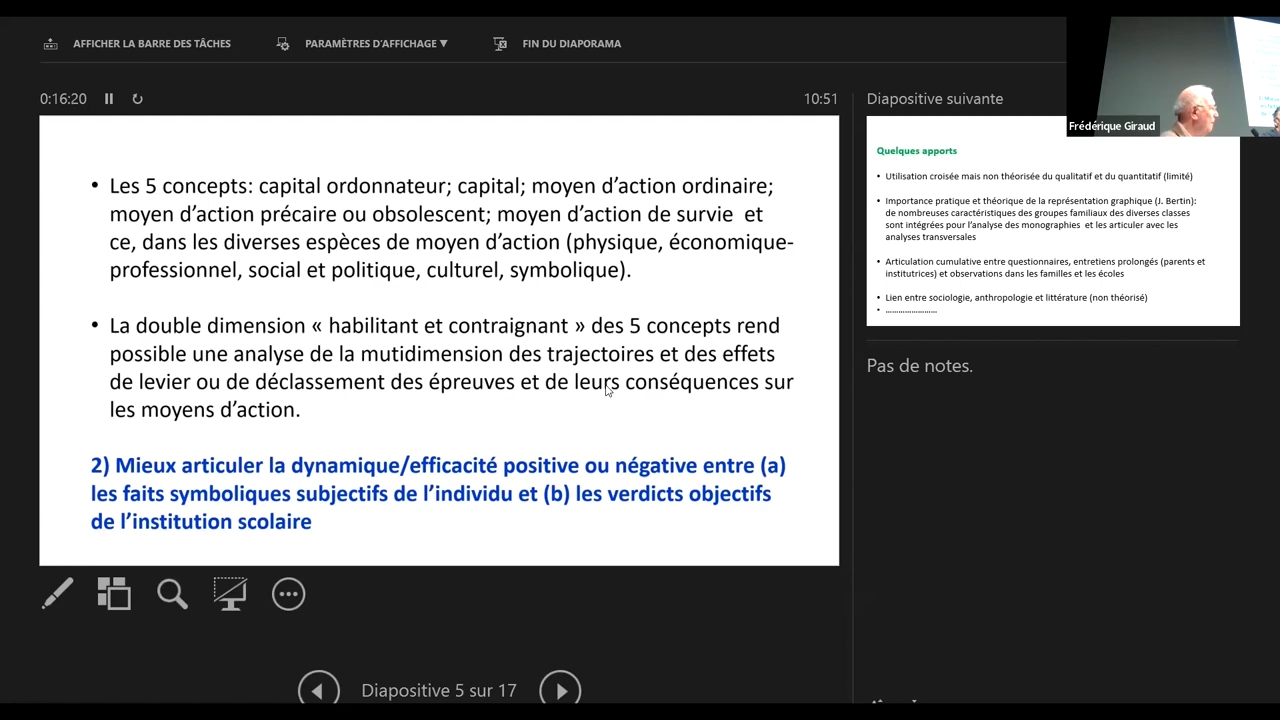 AFFICHER LA BARRE DES TÂCHES
PARAMÈTRES D'AFFICHAGE ▼
FIN DU DIAPORAMA
0:16:20
10:51
• Les 5 concepts: capital ordonnateur; capital; moyen d'action ordinaire;
moyen d'action précaire ou obsolescent; moyen d'action de survie et
ce, dans les diverses espèces de moyen d'action (physique, économique-
professionnel, social et politique, culturel, symbolique).
• La double dimension « habilitant et contraignant » des 5 concepts rend
possible une analyse de la mutidimension des trajectoires et des effets
de levier ou de déclassement des épreuves et de leurs conséquences sur
les moyens d'action.
2) Mieux articuler la dynamique/efficacité positive ou négative entre (a)
les faits symboliques subjectifs de l'individu et (b) les verdicts objectifs
de l'institution scolaire
Diapositive 5 sur 17
Diapositive suivante
Frédérique Giraud
Quelques apports
• Utilisation croisée mais non théorisée du qualitatif et du quantitatif (limité)
• Importance pratique et théorique de la représentation graphique (J. Bertin):
de nombreuses caractéristiques des groupes familiaux des diverses classes
sont intégrées pour l'analyse des monographies et les articuler avec les
analyses transversales
• Articulation cumulative entre questionnaires, entretiens prolongés (parents et
institutrices) et observations dans les familles et les écoles
• Lien entre sociologie, anthropologie et littérature (non théorisé)
• ......................
Pas de notes.